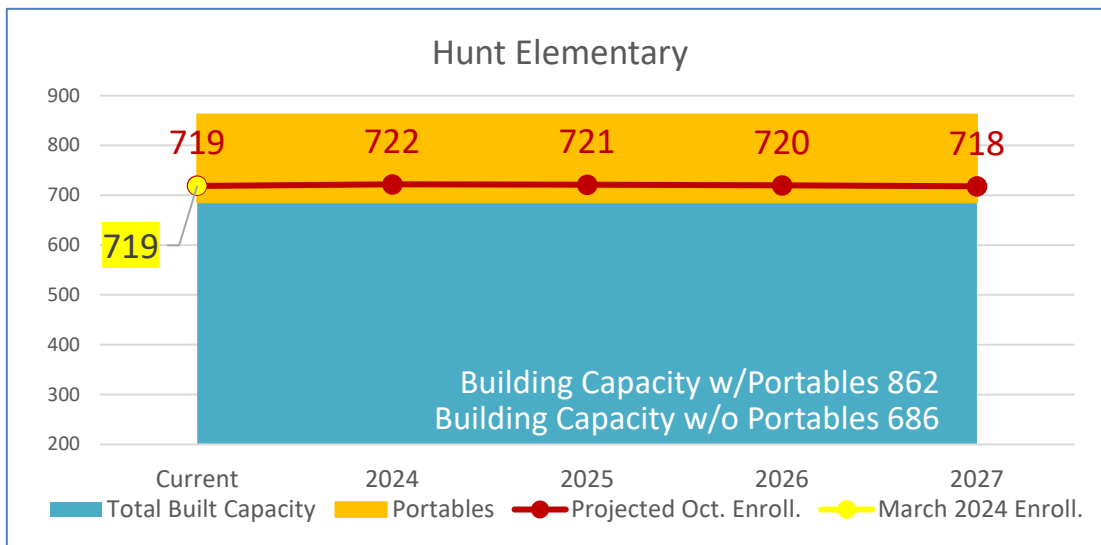 Hunt Elementary
900
800
700
600
500
400
300
200
719 722 721 720 718
719
Building Capacity w/Portables 862
Building Capacity w/o Portables 686
Current 2024 2025 2026 2027
Total Built Capacity Portables Projected Oct. Enroll. March 2024 Enroll.